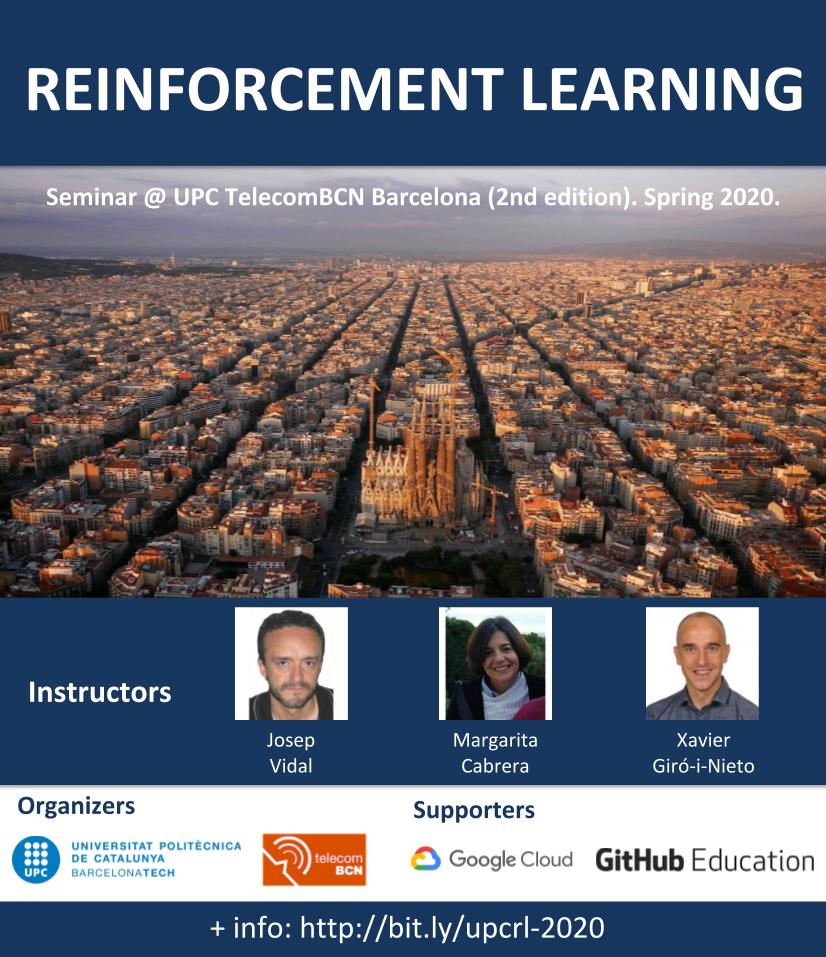 REINFORCEMENT LEARNING
Seminar @ UPC TelecomBCN Barcelona (2nd edition). Spring 2020.
Instructors
Josep
Vidal
Margarita
Cabrera
Xavier
Giró-i-Nieto
Organizers
Supporters
UPC
UNIVERSITAT POLITÈCNICA
DE CATALUNYA
BARCELONATECH
telecom
BCN
Google Cloud
GitHub Education
+ info: http://bit.ly/upcrl-2020